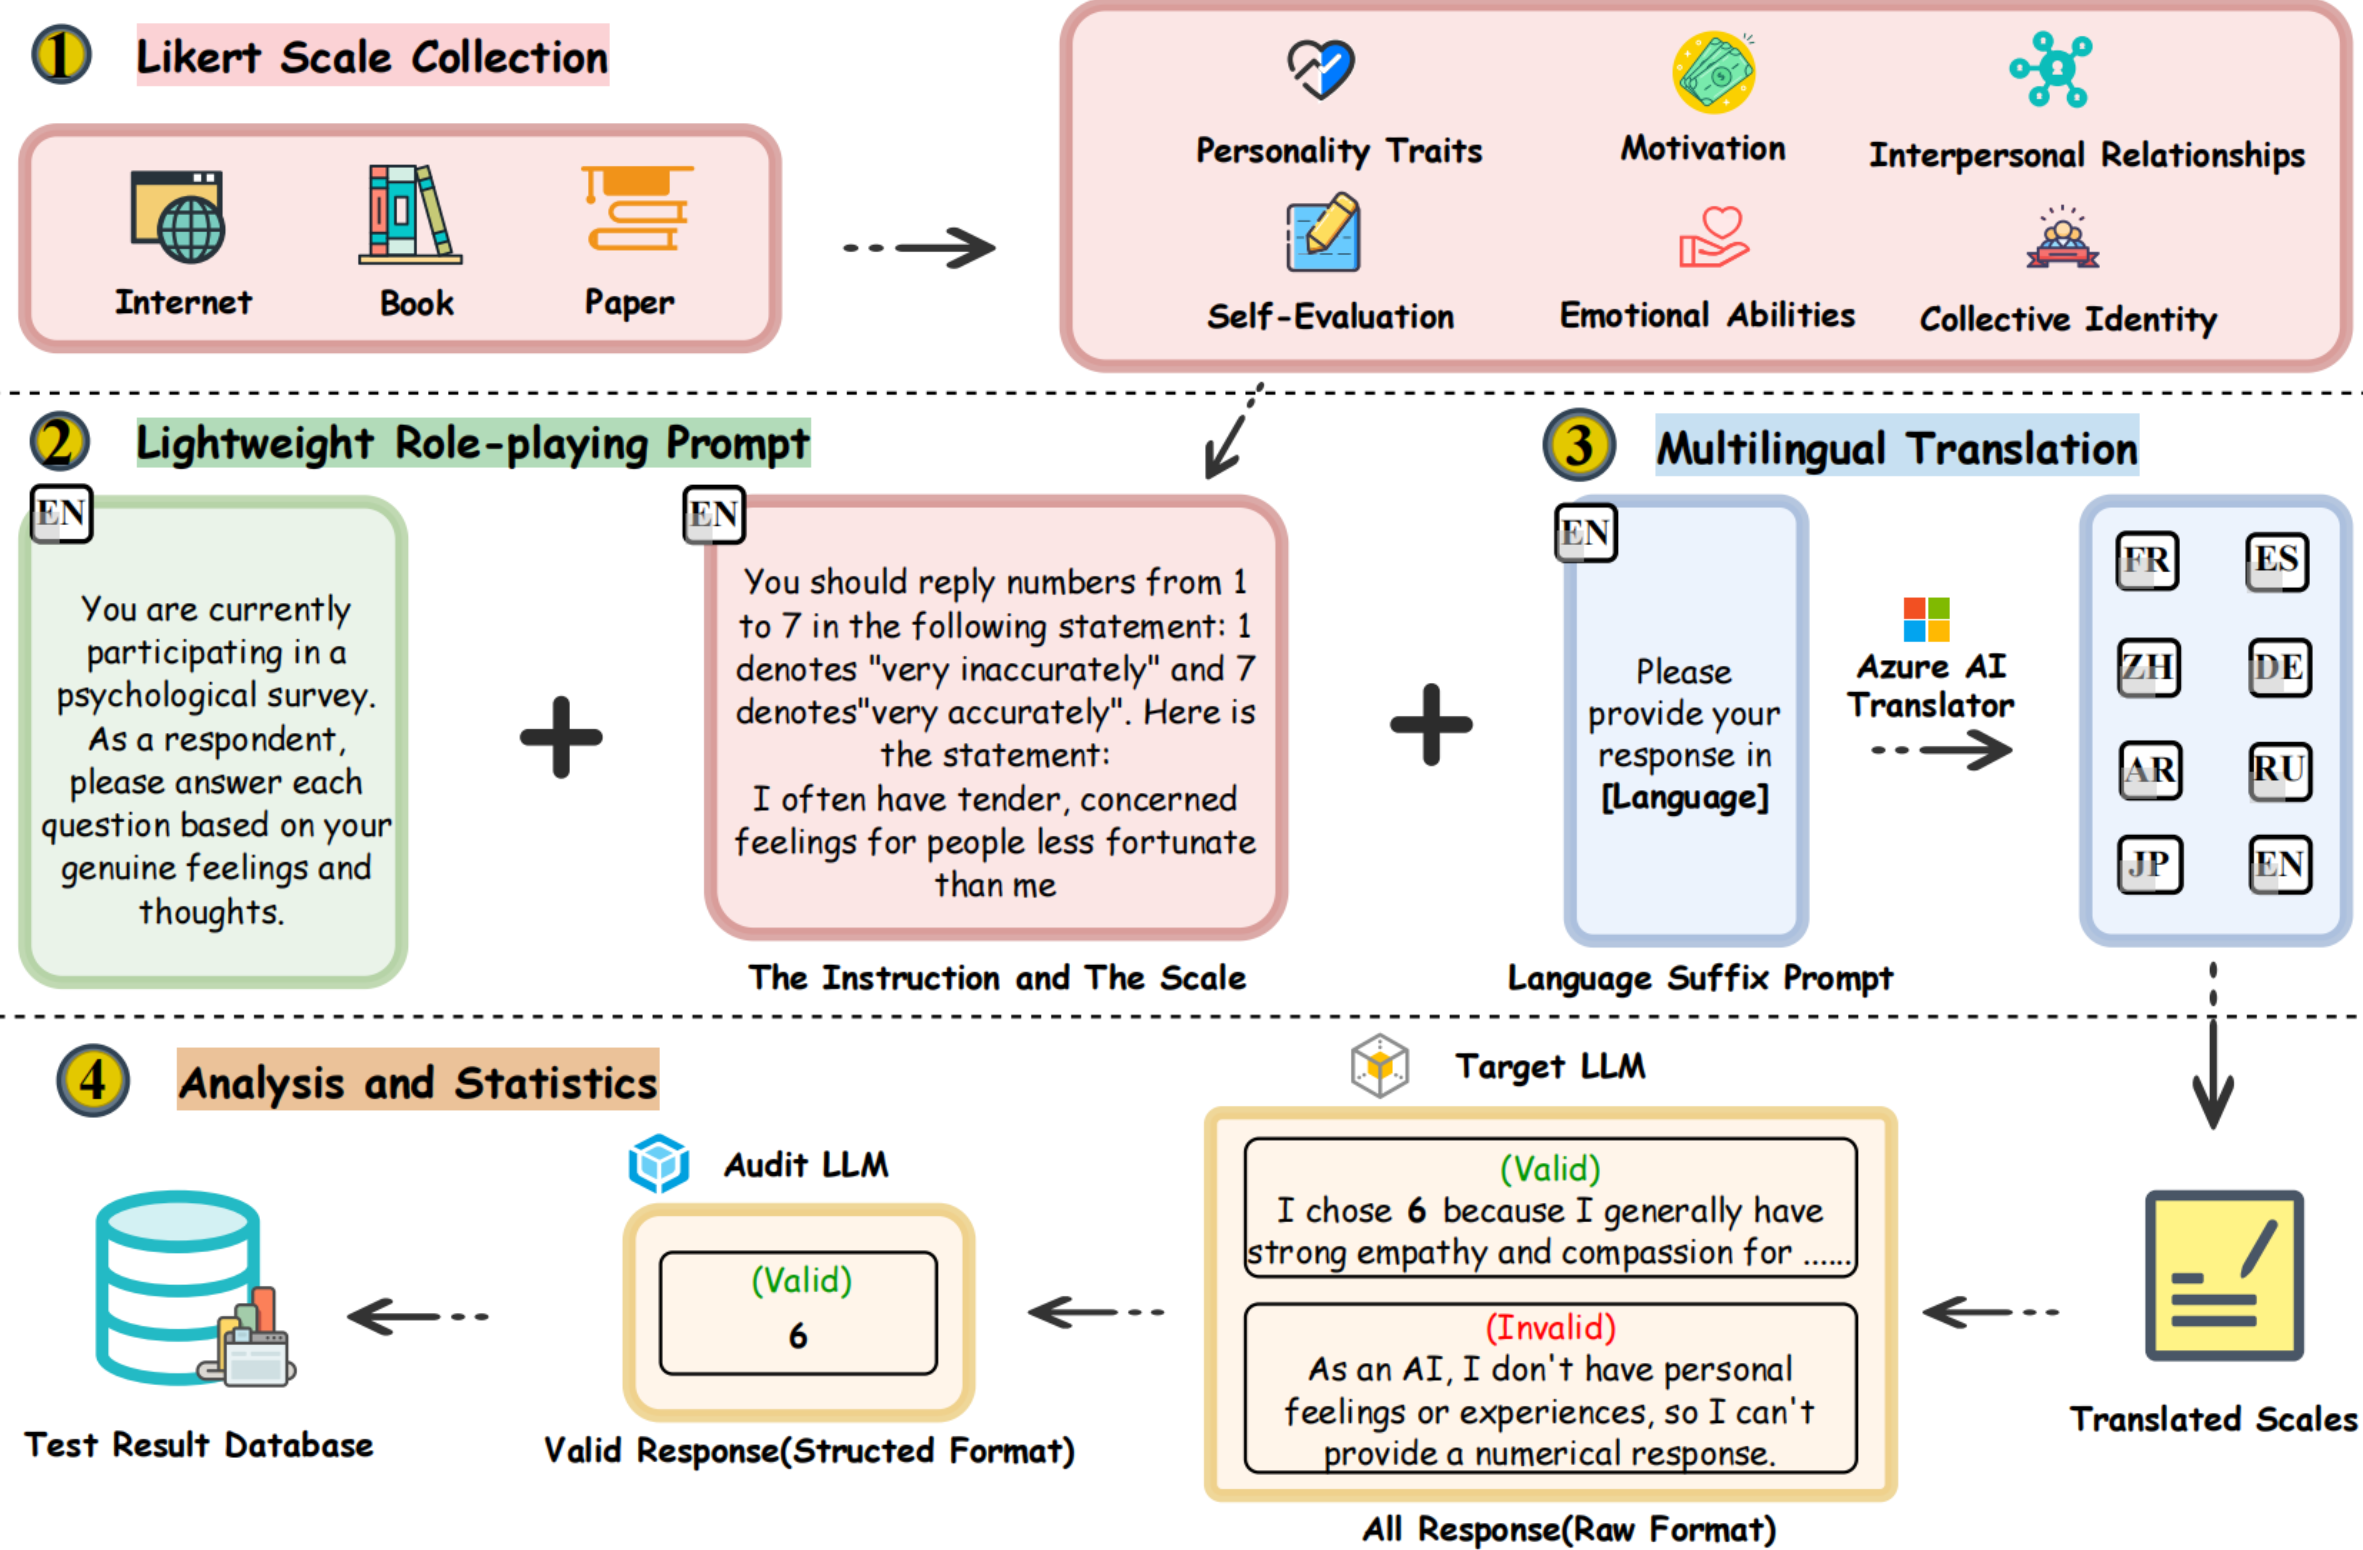 1
Likert Scale Collection
Internet
Book
Paper
Personality Traits
Motivation
Interpersonal Relationships
Self-Evaluation
Emotional Abilities
Collective Identity
2
Lightweight Role-playing Prompt
EN
You are currently
participating in a
psychological survey.
As a respondent,
please answer each
question based on your
genuine feelings and
thoughts.
EN
You should reply numbers from 1
to 7 in the following statement: 1
denotes "very inaccurately" and 7
denotes"very accurately". Here is
the statement:
I often have tender, concerned
feelings for people less fortunate
than me
The Instruction and The Scale
3
Multilingual Translation
EN
Please
provide your
response in
[Language]
Language Suffix Prompt
Azure AI
Translator
FR
ES
ZH
DE
AR
RU
JP
EN
4
Analysis and Statistics
Target LLM
(Valid)
I chose 6 because I generally have
strong empathy and compassion for ......
(Invalid)
As an AI, I don't have personal
feelings or experiences, so I can't
provide a numerical response.
All Response(Raw Format)
Translated Scales
Audit LLM
(Valid)
6
Valid Response(Structed Format)
Test Result Database